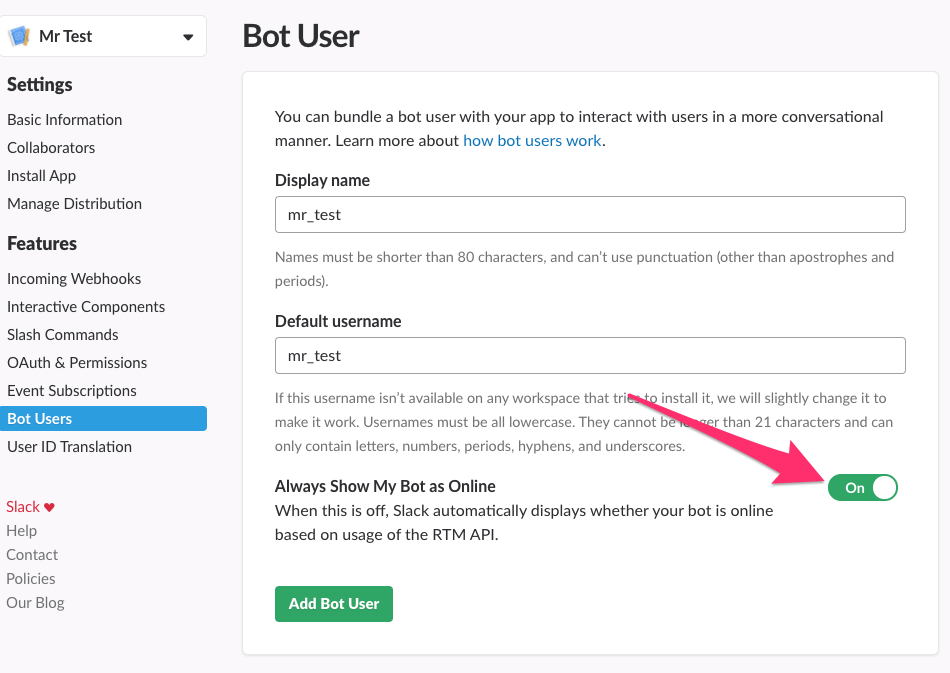 Mr Test
Settings
Basic Information
Collaborators
Install App
Manage Distribution
Features
Incoming Webhooks
Interactive Components
Slash Commands
OAuth & Permissions
Event Subscriptions
Bot Users
User ID Translation
Slack
Help
Contact
Policies
Our Blog
Bot User
You can bundle a bot user with your app to interact with users in a more conversational
manner. Learn more about how bot users work.
Display name
mr_test
Names must be shorter than 80 characters, and can't use punctuation (other than apostrophes and
periods).
Default username
mr_test
If this username isn't available on any workspace that tries to install it, we will slightly change it to
make it work. Usernames must be all lowercase. They cannot be longer than 21 characters and can
only contain letters, numbers, periods, hyphens, and underscores.
Always Show My Bot as Online
On
When this is off, Slack automatically displays whether your bot is online
based on usage of the RTM API.
Add Bot User